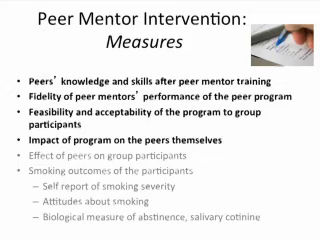 Peer Mentor Intervention:
Measures
• Peers' knowledge and skills after peer mentor training
• Fidelity of peer mentors' performance of the peer program
• Feasibility and acceptability of the program to group
participants
• Impact of program on the peers themselves
• Effect of peers on group participants
• Smoking outcomes of the participants
– Self report of smoking severity
– Attitudes about smoking
– Biological measure of abstinence, salivary cotinine